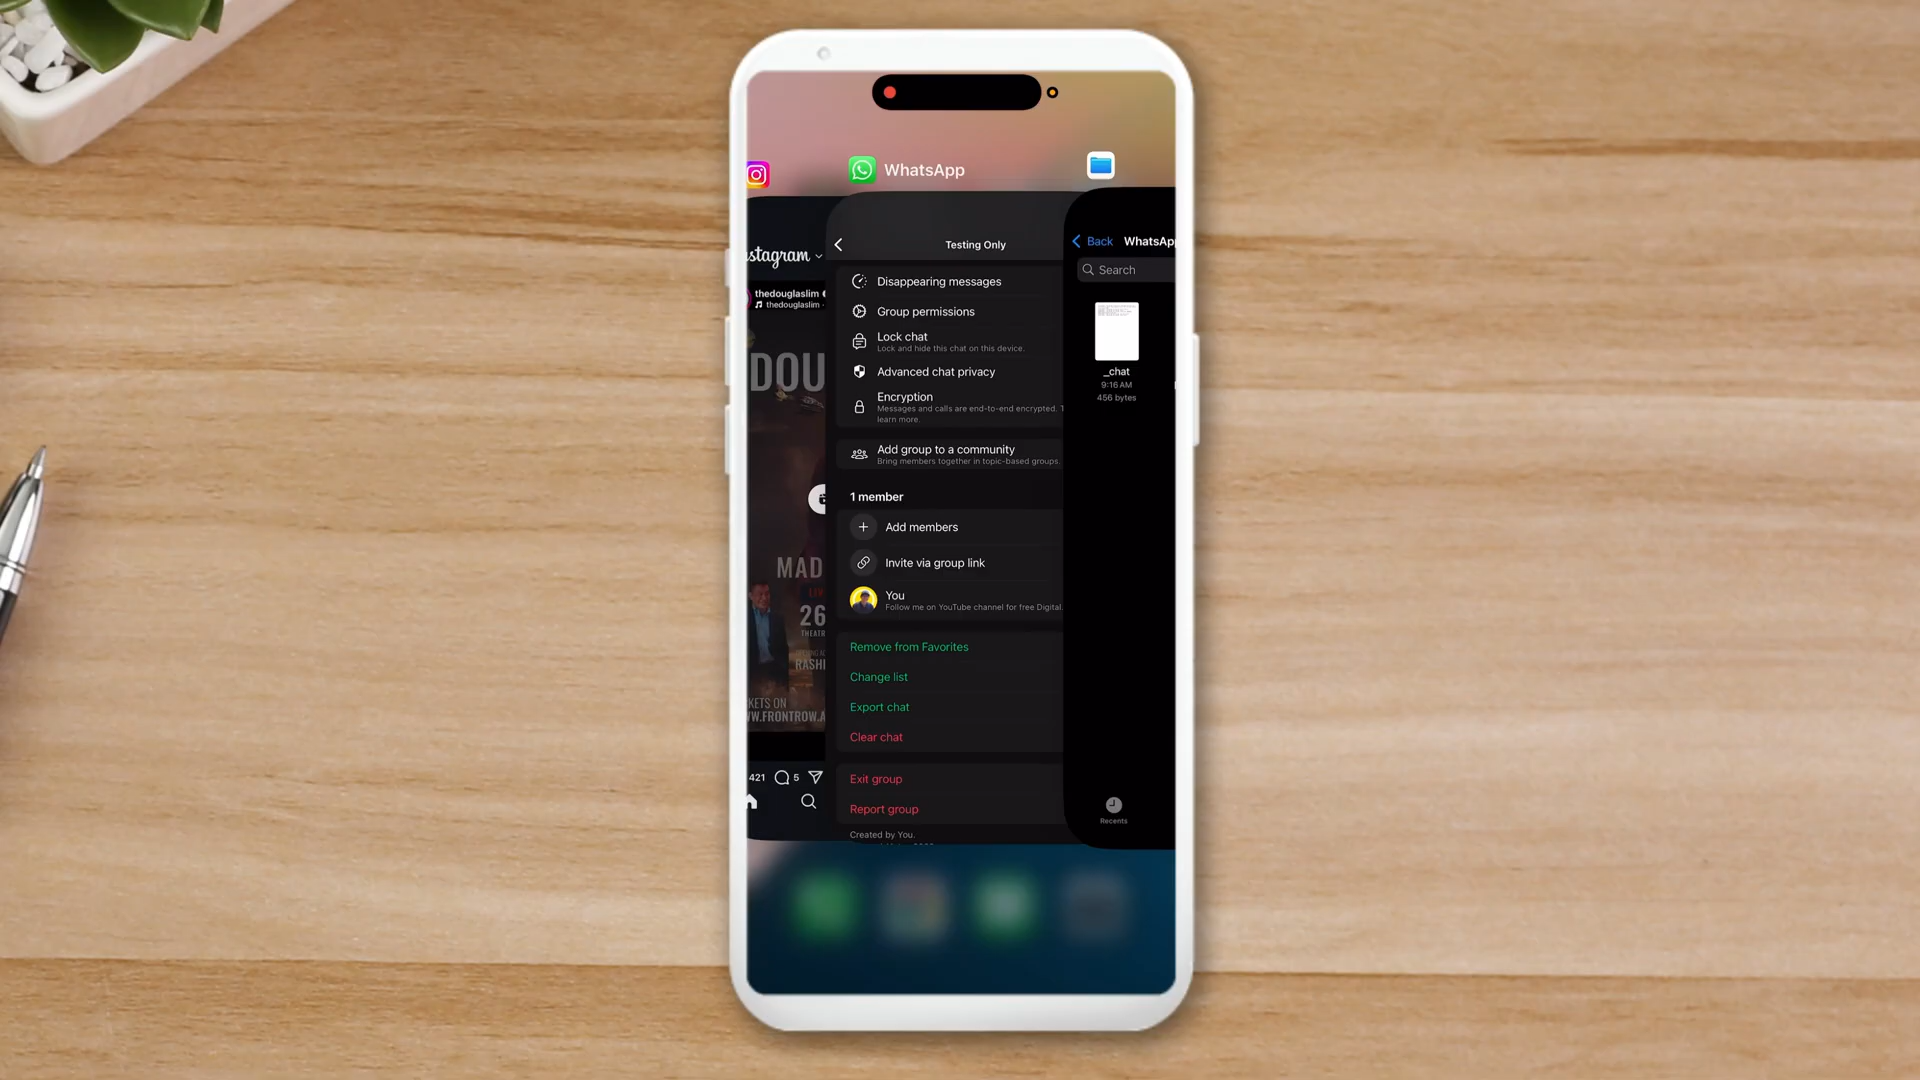 WhatsApp
stagram
thedouglaslim
thedouglaslim
DOU
MAD
26
THEATR
RASHI
KETS ON
W.FRONTROW.A
421
5
Testing Only
Disappearing messages
Group permissions
Lock chat
Lock and hide this chat on this device.
Advanced chat privacy
Encryption
Messages and calls are end-to-end encrypted. T
learn more.
Add group to a community
Bring members together in topic-based groups.
1 member
Add members
Invite via group link
You
Follow me on YouTube channel for free Digital
Remove from Favorites
Change list
Export chat
Clear chat
Exit group
Report group
Created by You.
Back
WhatsApp
Search
_chat
9:16 AM
456 bytes
Recents